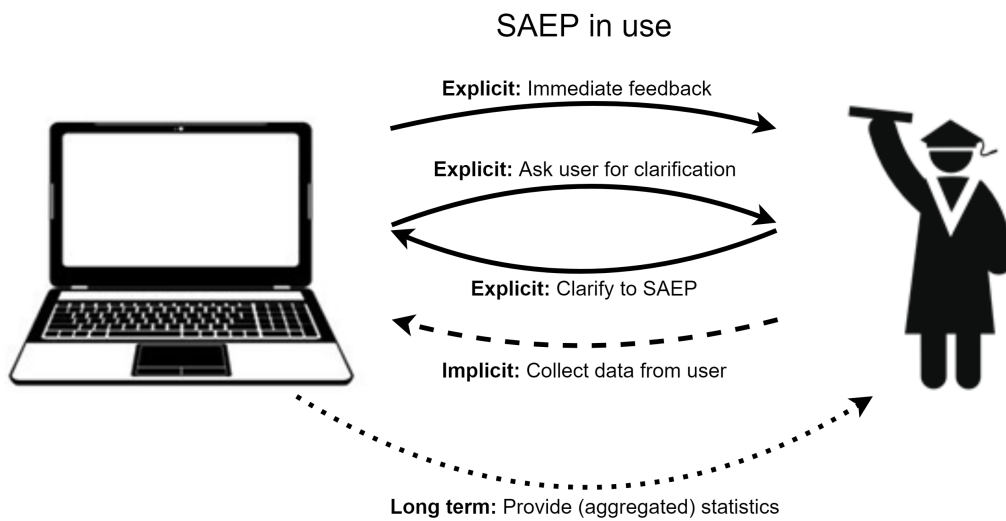 SAEP in use
Explicit: Immediate feedback
Explicit: Ask user for clarification
Explicit: Clarify to SAEP
Implicit: Collect data from user
Long term: Provide (aggregated) statistics